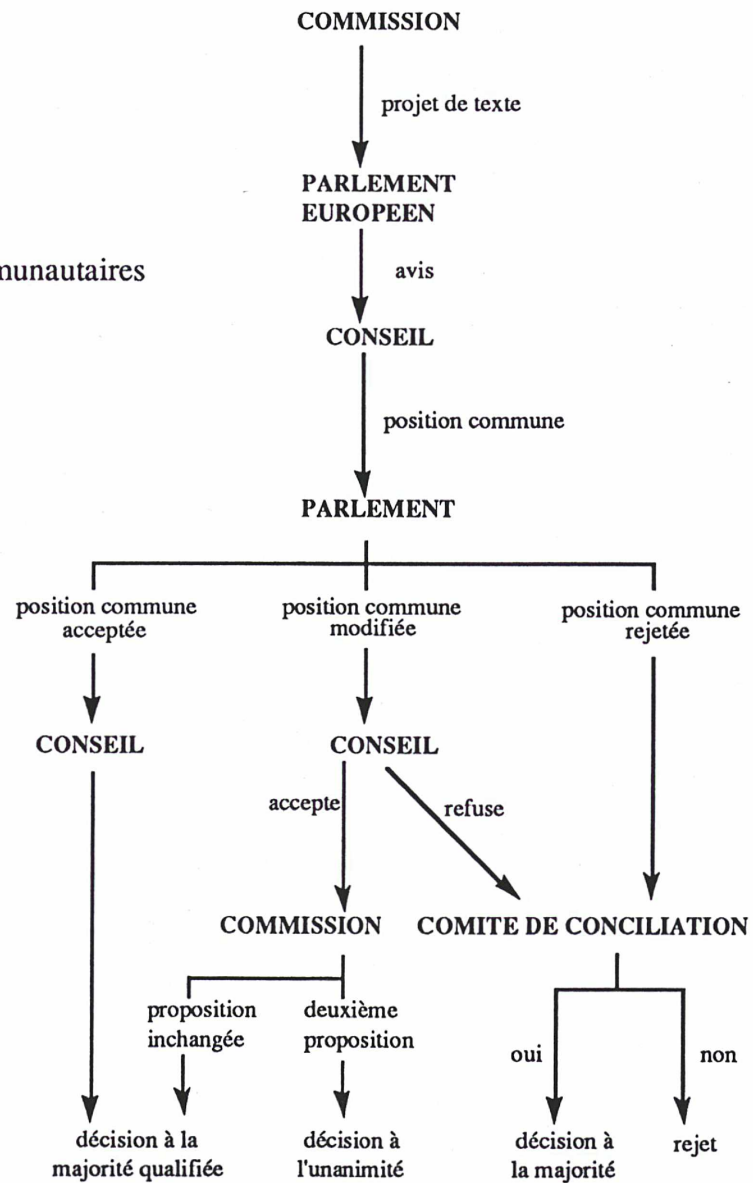 COMMISSION
projet de texte
PARLEMENT
EUROPEEN
avis
CONSEIL
position commune
PARLEMENT
position commune
acceptée
position commune
modifiée
position commune
rejetée
CONSEIL
CONSEIL
accepte
refuse
COMMISSION
COMITE DE CONCILIATION
proposition
inchangée
deuxième
proposition
oui
non
décision à la
majorité qualifiée
décision à
l'unanimité
décision à
la majorité
rejet